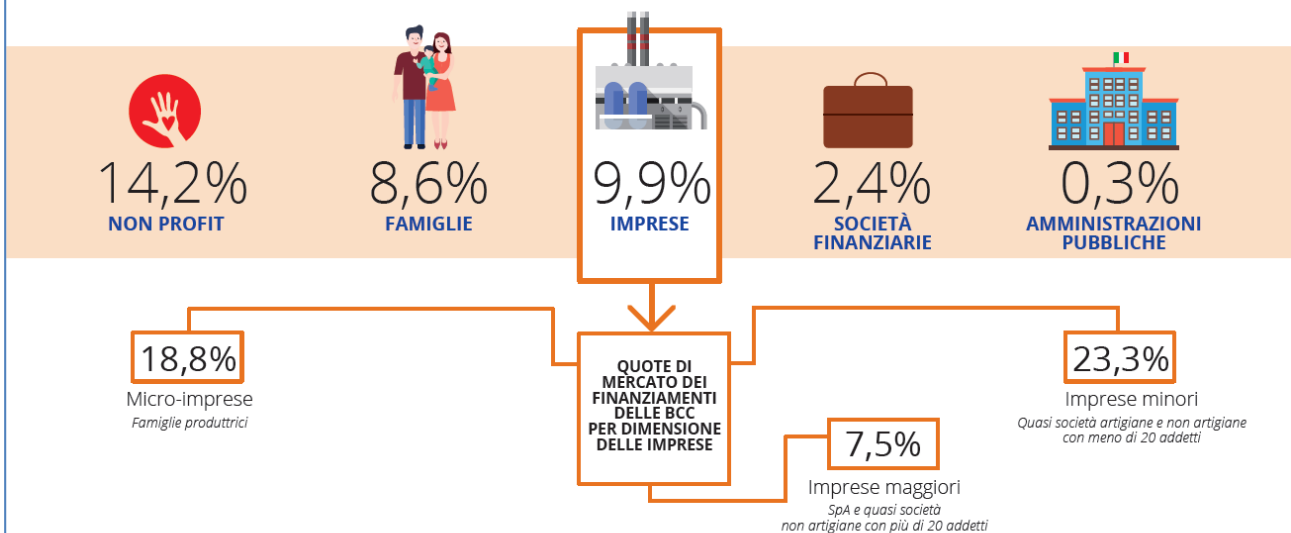 14,2%
NON PROFIT
8,6%
FAMIGLIE
9,9%
IMPRESE
2,4%
SOCIETÀ
FINANZIARIE
0,3%
AMMINISTRAZIONI
PUBBLICHE
18,8%
Micro-imprese
Famiglie produttrici
QUOTE DI
MERCATO DEI
FINANZIAMENTI
DELLE BCC
PER DIMENSIONE
DELLE IMPRESE
23,3%
Imprese minori
Quasi società artigiane e non artigiane
con meno di 20 addetti
7,5%
Imprese maggiori
SpA e quasi società
non artigiane con più di 20 addetti